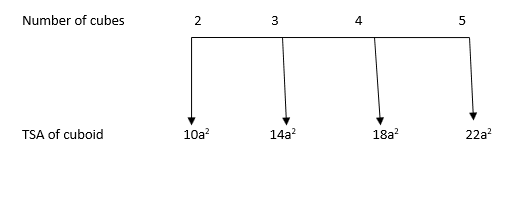 Number of cubes 2 3 4 5
TSA of cuboid 10a² 14a² 18a² 22a²